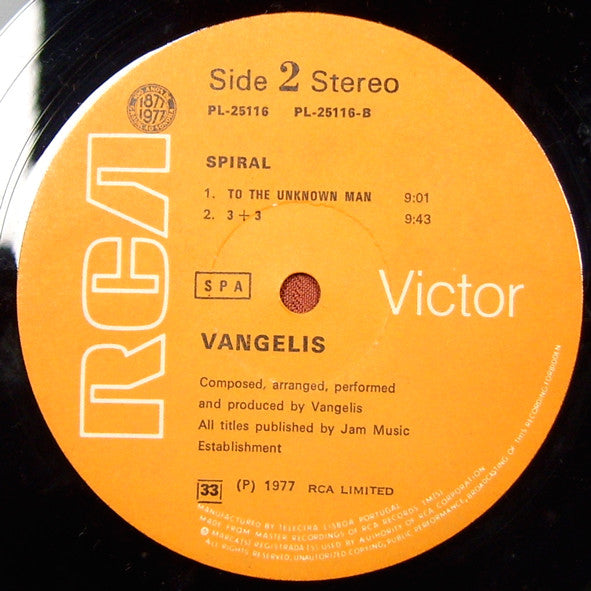 Side 2 Stereo
PL-25116 PL-25116-B
1877
1977
RCA
SPIRAL
1. TO THE UNKNOWN MAN 9:01
2. 3 + 3 9:43
SPA
Victor
VANGELIS
Composed, arranged, performed
and produced by Vangelis
All titles published by Jam Music
Establishment
33 (P) 1977 RCA LIMITED
MANUFACTURED BY TELECTRA LISBOA PORTUGAL
MADE FROM MASTER RECORDINGS OF RCA RECORDS TM(S)
® MARCA(S) REGISTRADA(S) USED BY AUTHORITY OF RCA CORPORATION
ALL RIGHTS RESERVED, UNAUTHORIZED COPYING, PUBLIC PERFORMANCE, BROADCASTING OF THIS RECORDING FORBIDDEN